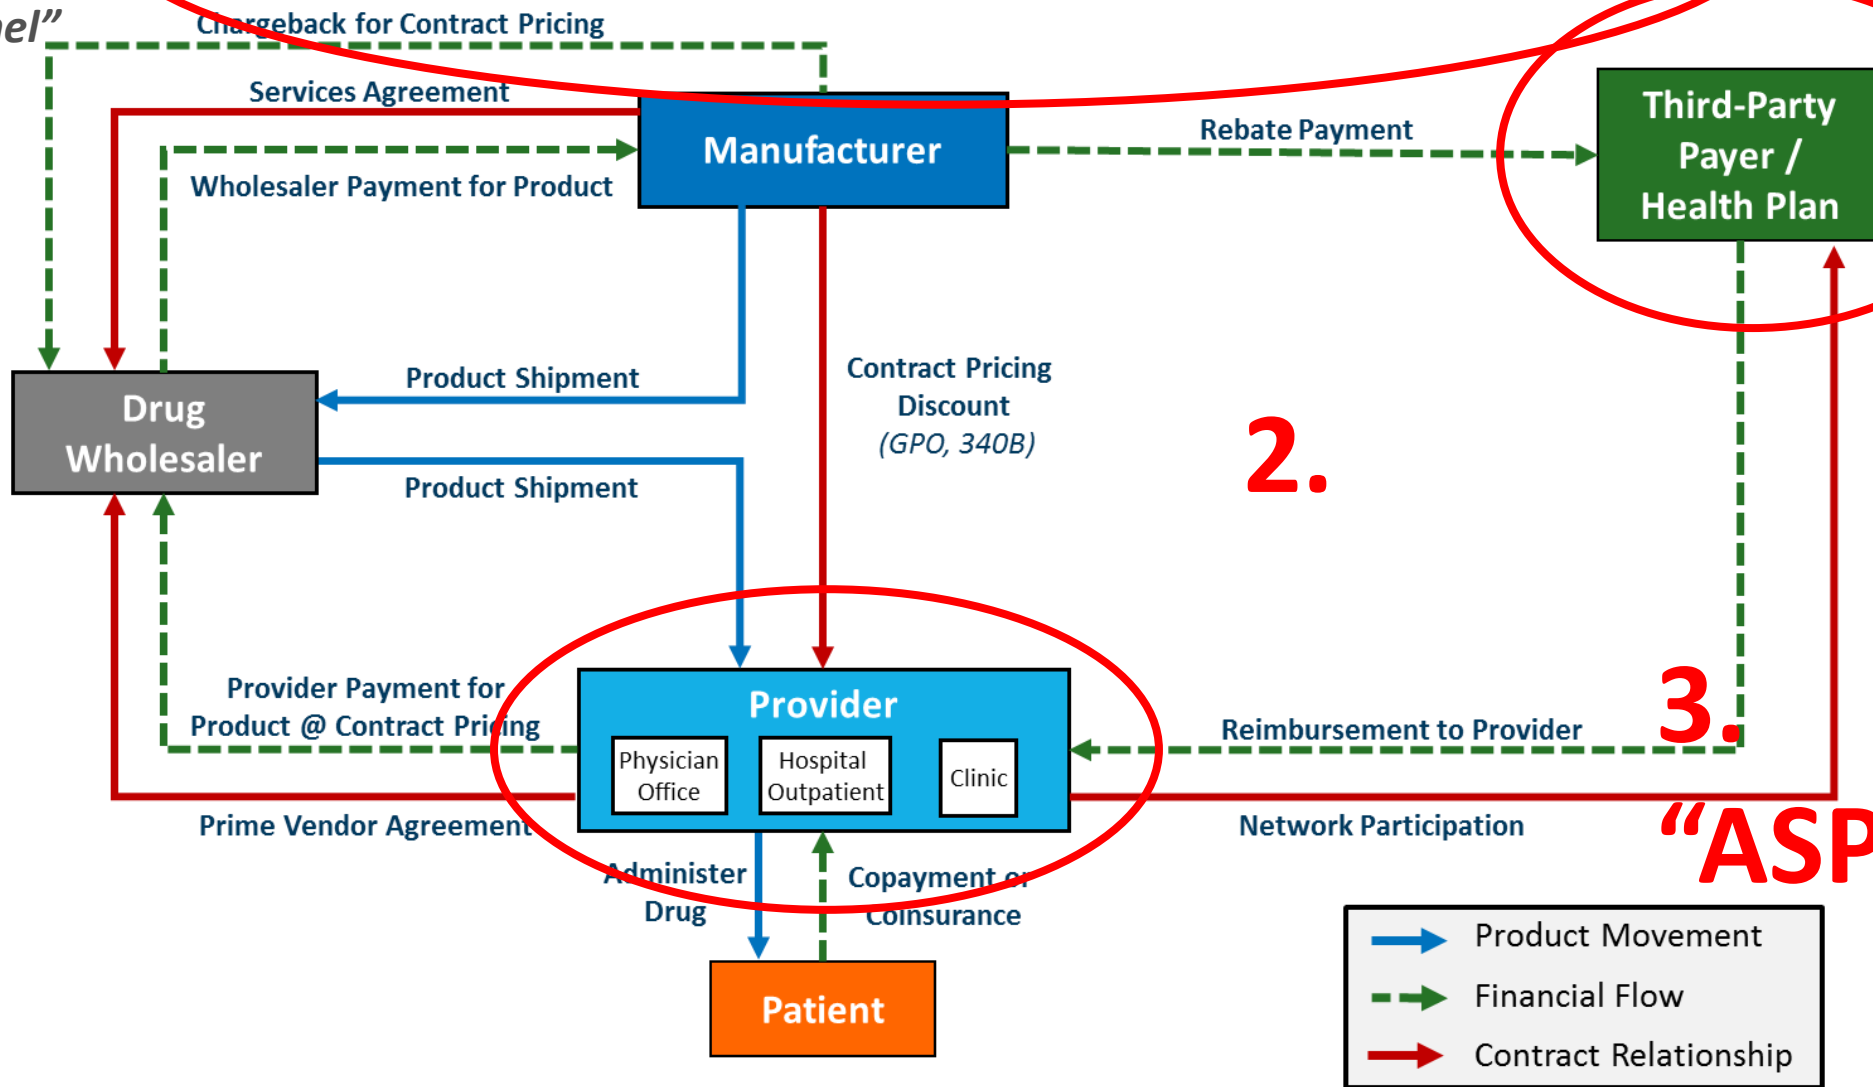 nel”
Chargeback for Contract Pricing
Services Agreement
Manufacturer
Rebate Payment
Third-Party
Payer /
Health Plan
Wholesaler Payment for Product
Drug
Wholesaler
Product Shipment
Product Shipment
Contract Pricing
Discount
(GPO, 340B)
2.
Provider Payment for
Product @ Contract Pricing
Provider
Physician
Office
Hospital
Outpatient
Clinic
Reimbursement to Provider
3.
Prime Vendor Agreement
Network Participation
“ASP
Administer
Drug
Copayment or
Coinsurance
Patient
Product Movement
Financial Flow
Contract Relationship